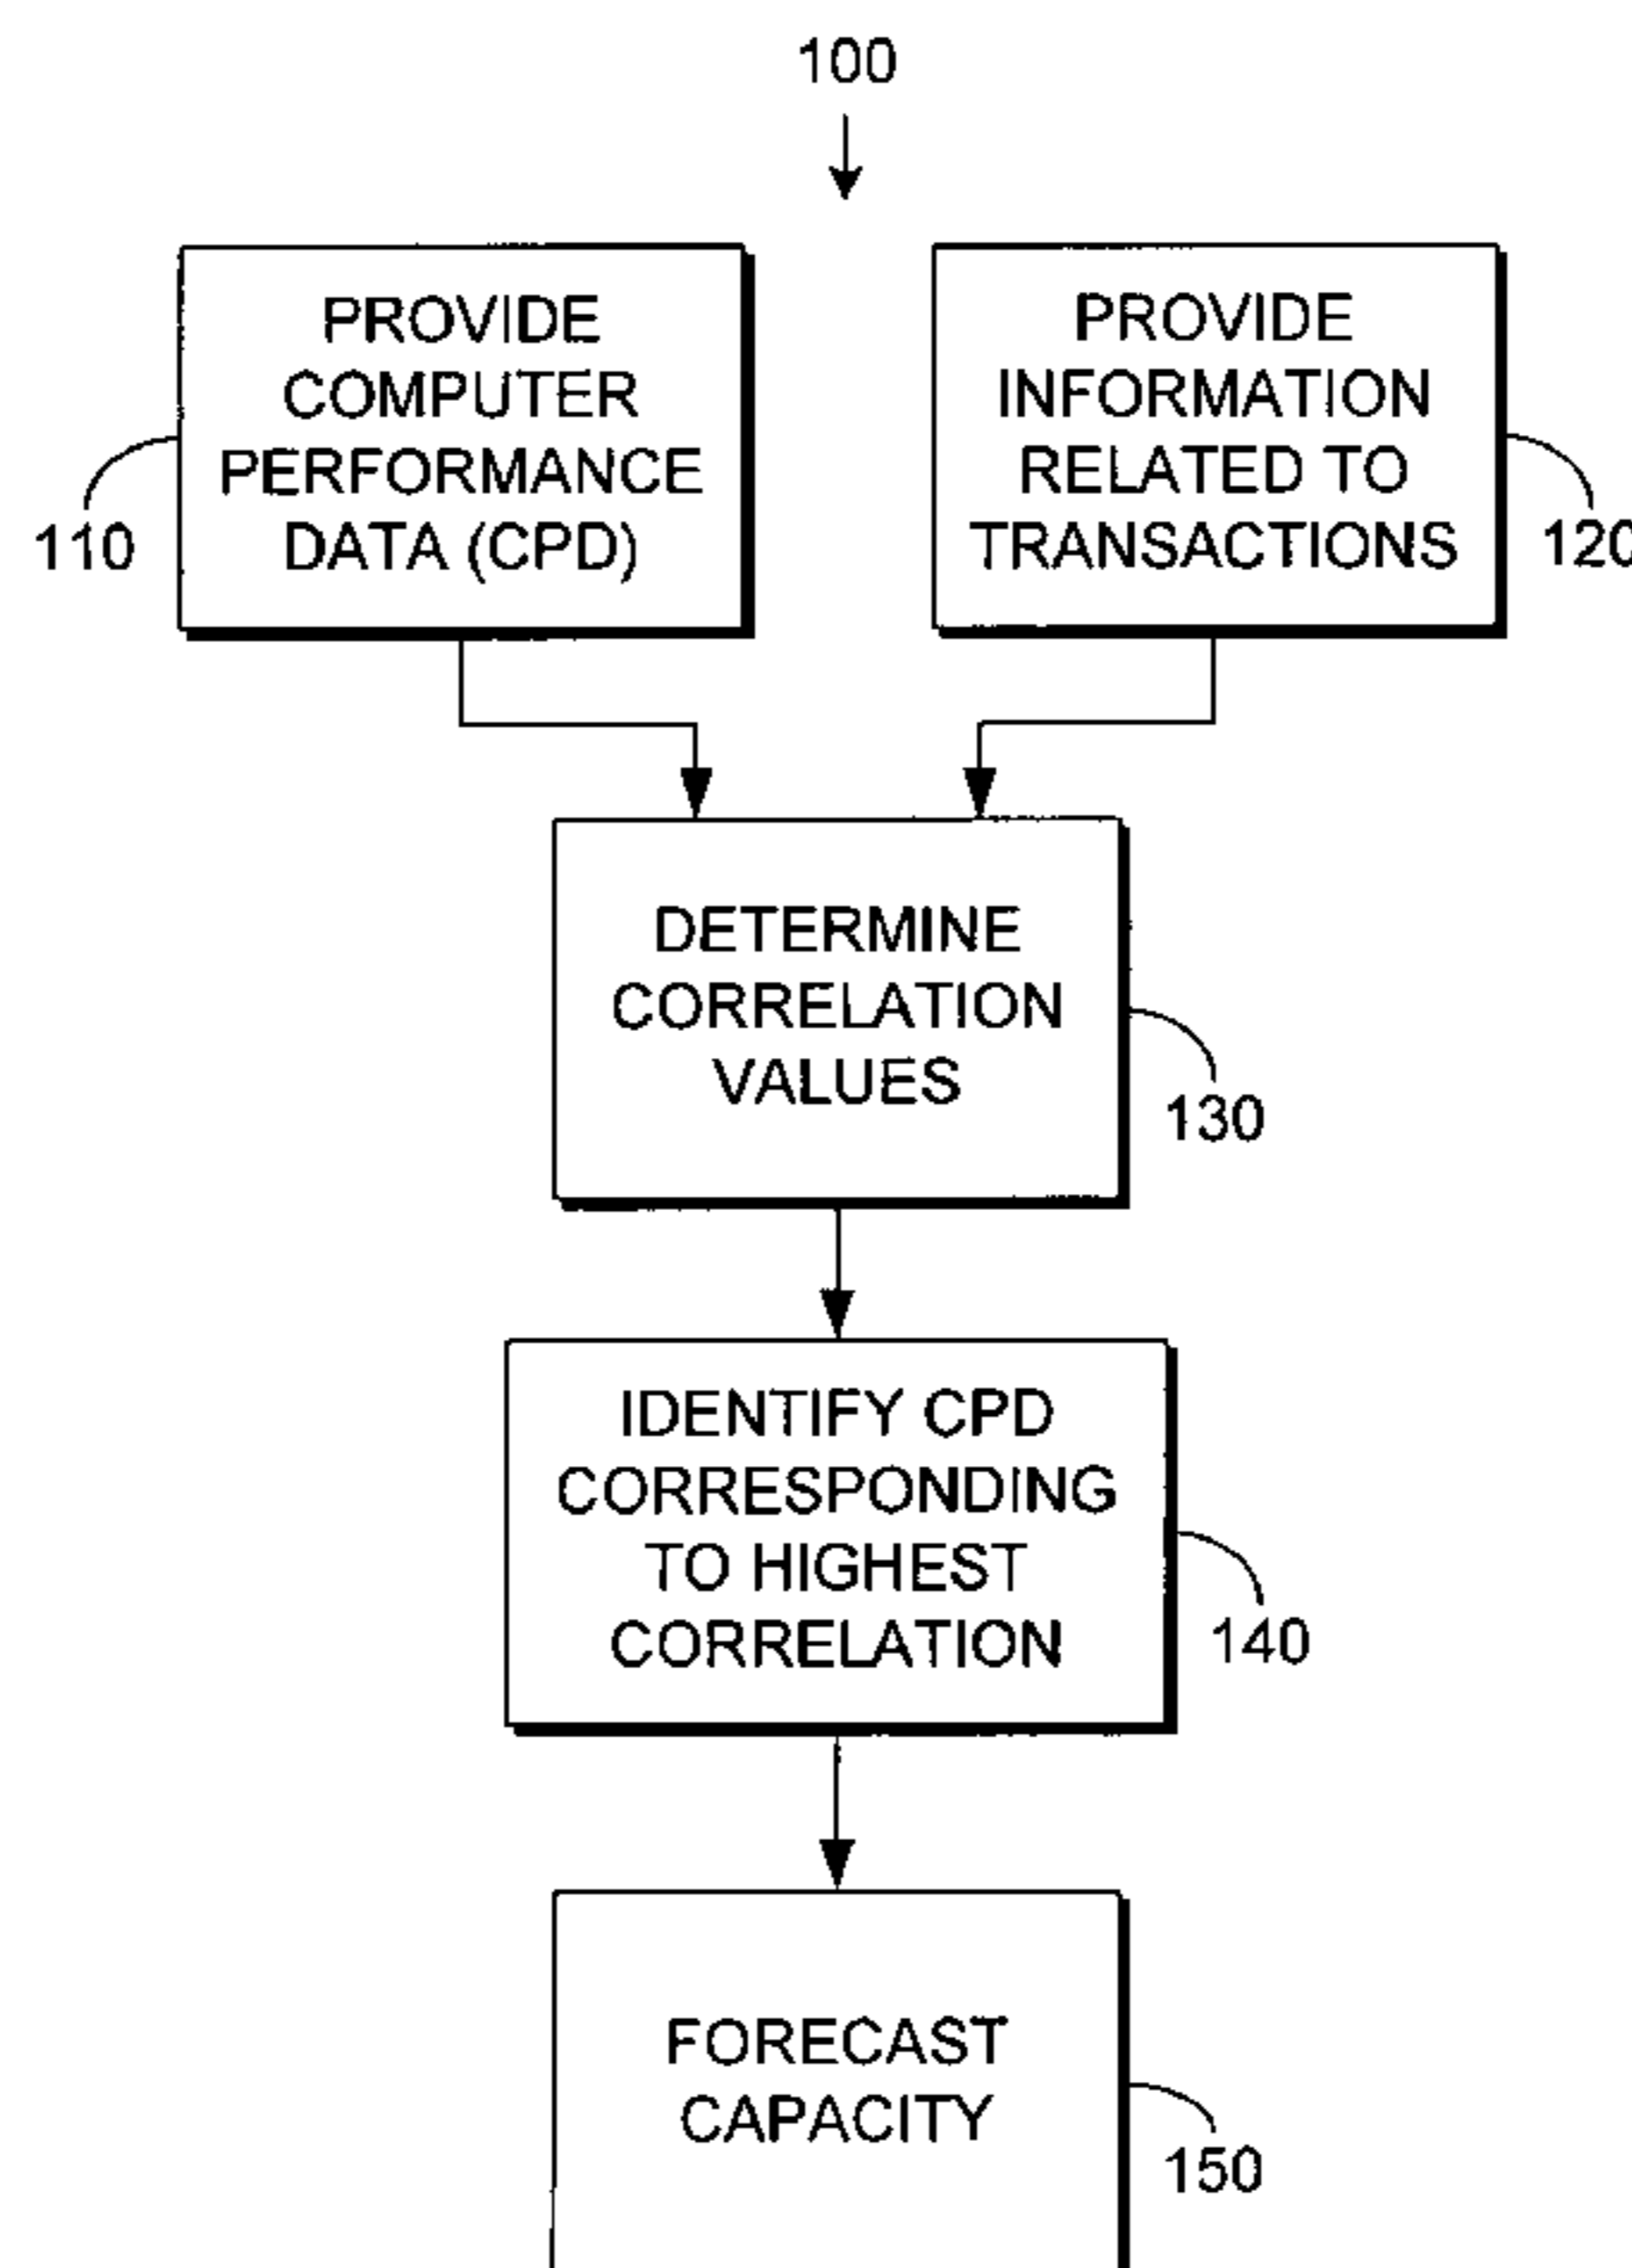 100
PROVIDE
COMPUTER
PERFORMANCE
DATA (CPD)
110
PROVIDE
INFORMATION
RELATED TO
TRANSACTIONS
120
DETERMINE
CORRELATION
VALUES
130
IDENTIFY CPD
CORRESPONDING
TO HIGHEST
CORRELATION
140
FORECAST
CAPACITY
150